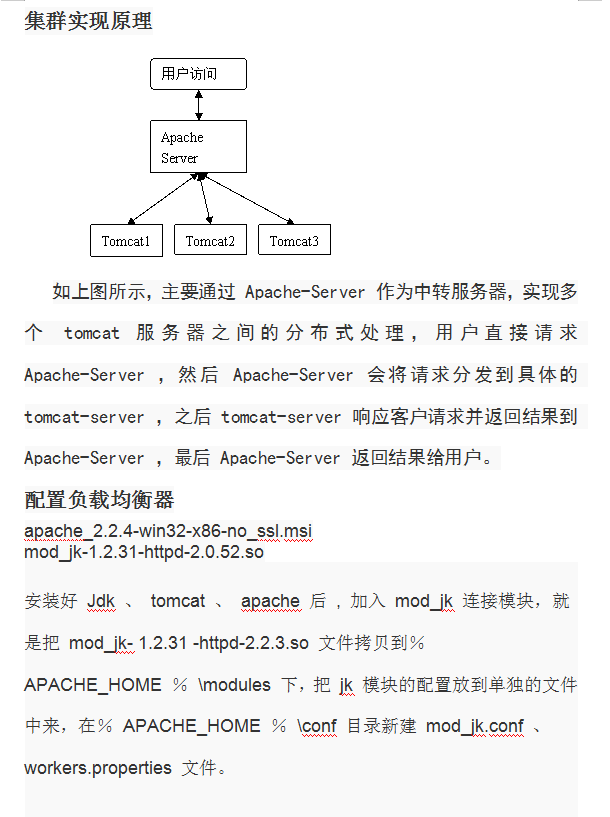 集群实现原理
用户访问
Apache
Server
Tomcat1 Tomcat2 Tomcat3
如上图所示，主要通过 Apache-Server 作为中转服务器，实现多
个 tomcat 服务器之间的分布式处理，用户直接请求
Apache-Server ，然后 Apache-Server 会将请求分发到具体的
tomcat-server ，之后 tomcat-server 响应客户请求并返回结果到
Apache-Server ，最后 Apache-Server 返回结果给用户。
配置负载均衡器
apache_2.2.4-win32-x86-no_ssl.msi
mod_jk-1.2.31-httpd-2.0.52.so
安装好 Jdk 、 tomcat 、 apache 后 , 加入 mod_jk 连接模块，就
是把 mod_jk- 1.2.31 -httpd-2.2.3.so 文件拷贝到％
APACHE_HOME ％ \modules 下，把 jk 模块的配置放到单独的文件
中来，在％ APACHE_HOME ％ \conf 目录新建 mod_jk.conf 、
workers.properties 文件。